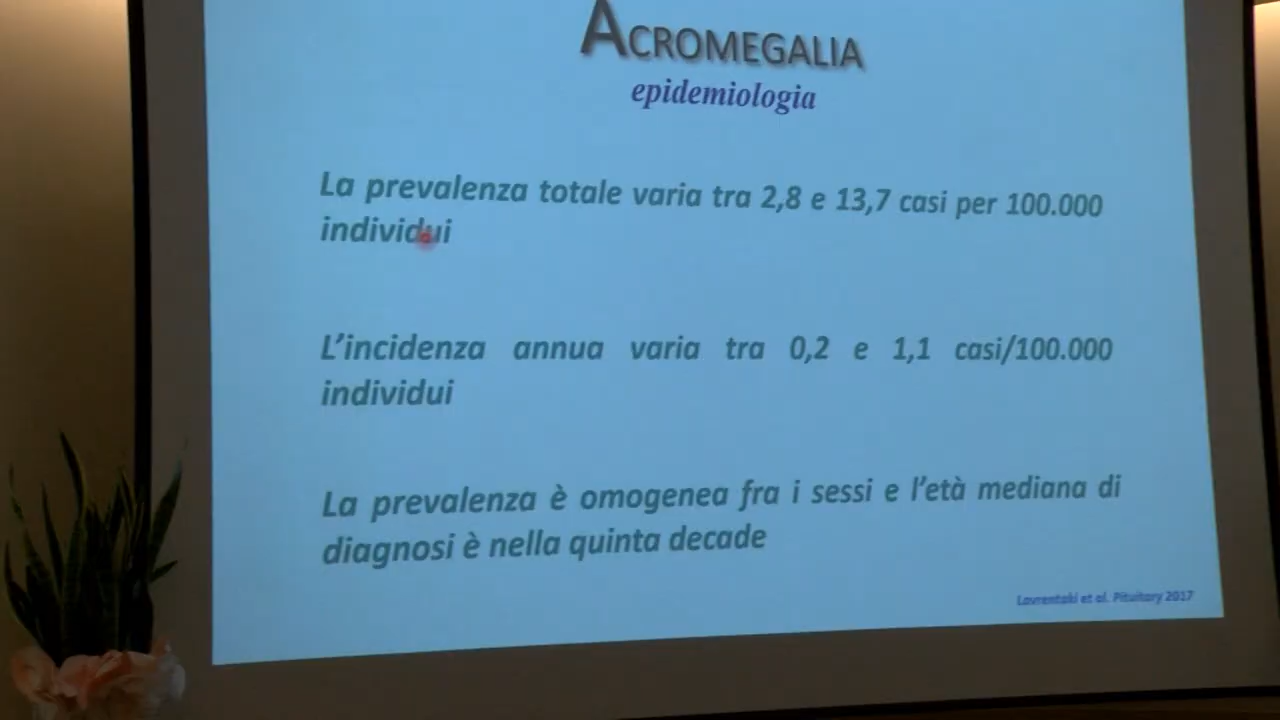 ACROMEGALIA
epidemiologia
La prevalenza totale varia tra 2,8 e 13,7 casi per 100.000
individui
L'incidenza annua varia tra 0,2 e 1,1 casi/100.000
individui
La prevalenza è omogenea fra i sessi e l'età mediana di
diagnosi è nella quinta decade
Lavrentaki et al. Pituitary 2017